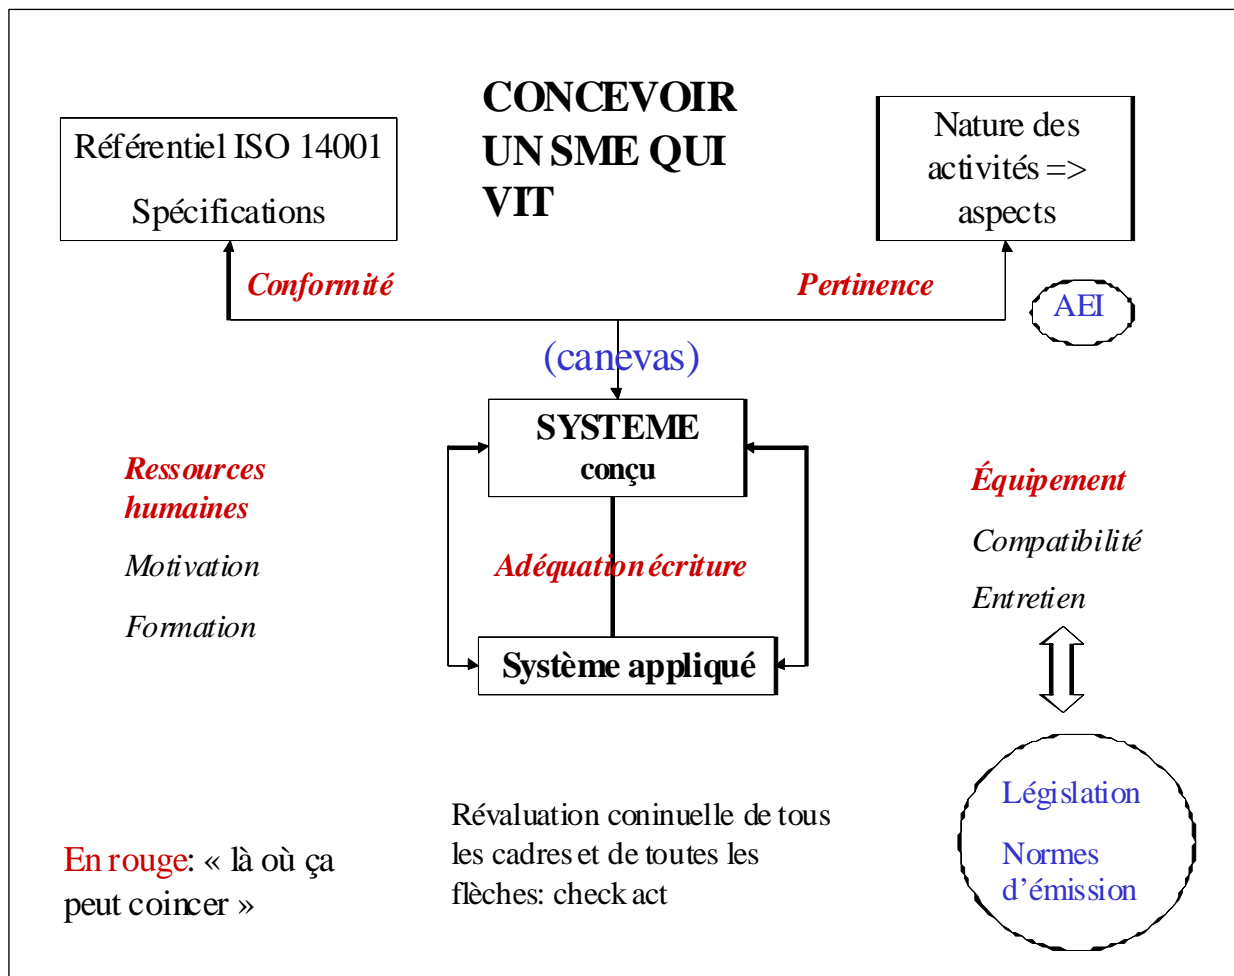 CONCEVOIR
UN SME QUI
VIT
Référentiel ISO 14001
Spécifications
Nature des
activités =>
aspects
Conformité
Pertinence
AEI
(canevas)
SYSTEME
conçu
Ressources
humaines
Motivation
Formation
Adéquation écriture
Équipement
Compatibilité
Entretien
Système appliqué
Législation
Normes
d’émission
En rouge: « là où ça
peut coincer »
Révaluation coninuelle de tous
les cadres et de toutes les
flèches: check act